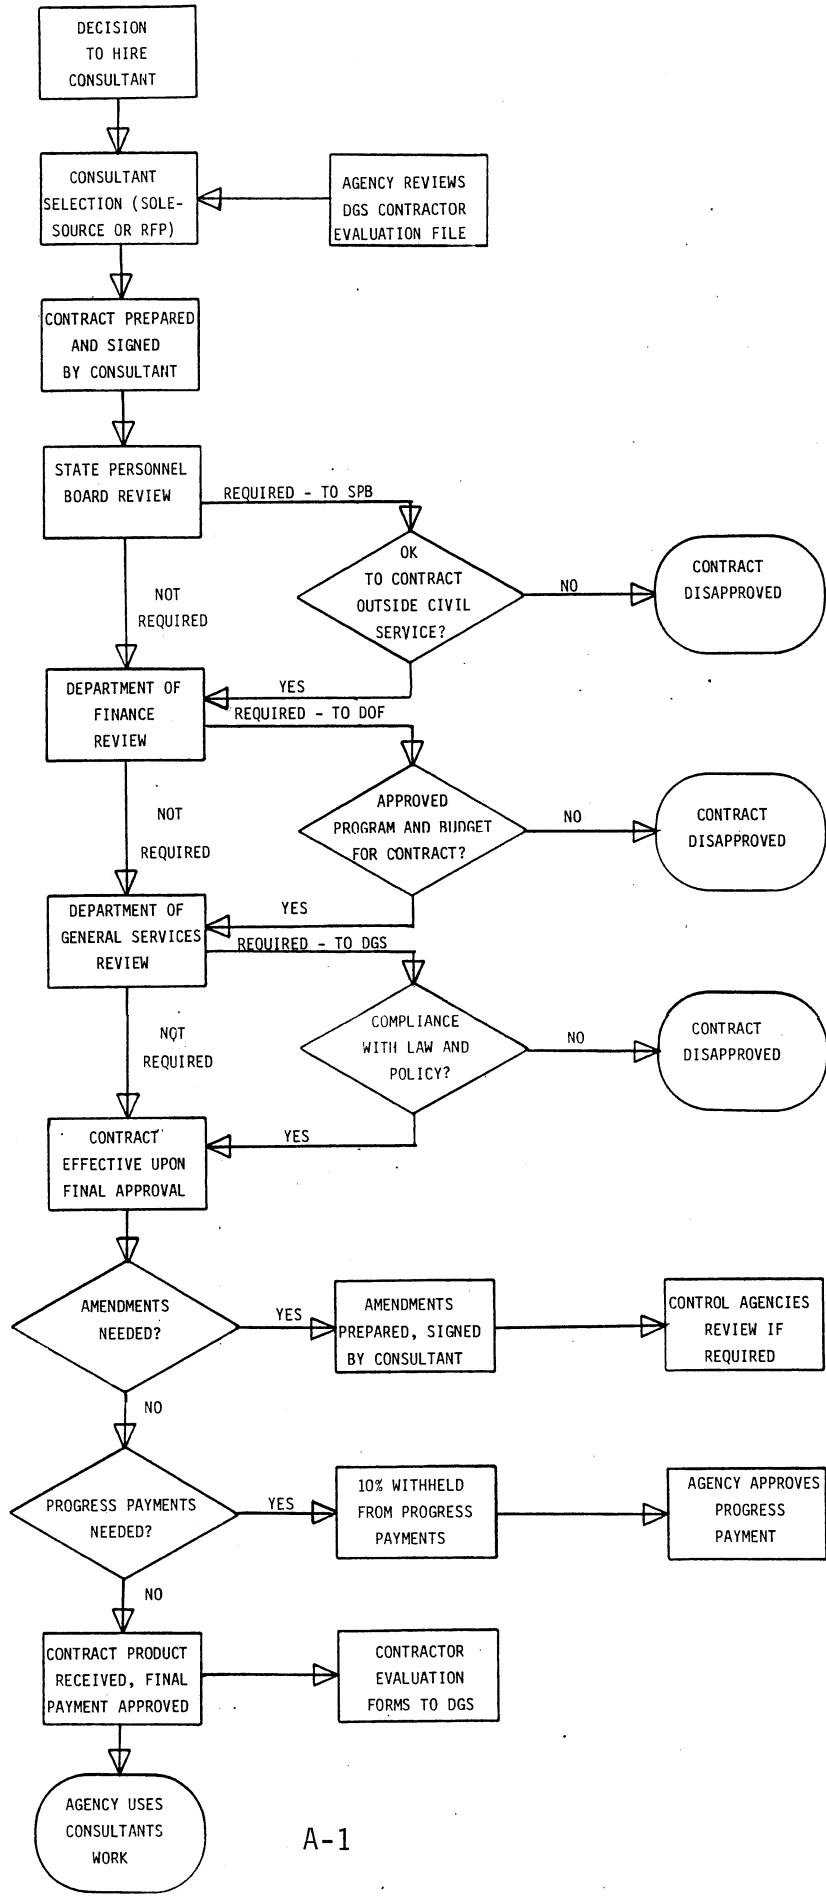 DECISION
TO HIRE
CONSULTANT
CONSULTANT
SELECTION (SOLE-
SOURCE OR RFP)
AGENCY REVIEWS
DGS CONTRACTOR
EVALUATION FILE
CONTRACT PREPARED
AND SIGNED
BY CONSULTANT
STATE PERSONNEL
BOARD REVIEW
REQUIRED - TO SPB
OK
TO CONTRACT
OUTSIDE CIVIL
SERVICE?
NO
CONTRACT
DISAPPROVED
NOT
REQUIRED
YES
DEPARTMENT OF
FINANCE
REVIEW
REQUIRED - TO DOF
APPROVED
PROGRAM AND BUDGET
FOR CONTRACT?
NO
CONTRACT
DISAPPROVED
NOT
REQUIRED
YES
DEPARTMENT OF
GENERAL SERVICES
REVIEW
REQUIRED - TO DGS
COMPLIANCE
WITH LAW AND
POLICY?
NO
CONTRACT
DISAPPROVED
NOT
REQUIRED
YES
CONTRACT
EFFECTIVE UPON
FINAL APPROVAL
AMENDMENTS
NEEDED?
YES
AMENDMENTS
PREPARED, SIGNED
BY CONSULTANT
CONTROL AGENCIES
REVIEW IF
REQUIRED
NO
PROGRESS PAYMENTS
NEEDED?
YES
10% WITHHELD
FROM PROGRESS
PAYMENTS
AGENCY APPROVES
PROGRESS
PAYMENT
NO
CONTRACT PRODUCT
RECEIVED, FINAL
PAYMENT APPROVED
CONTRACTOR
EVALUATION
FORMS TO DGS
AGENCY USES
CONSULTANTS
WORK
A-1